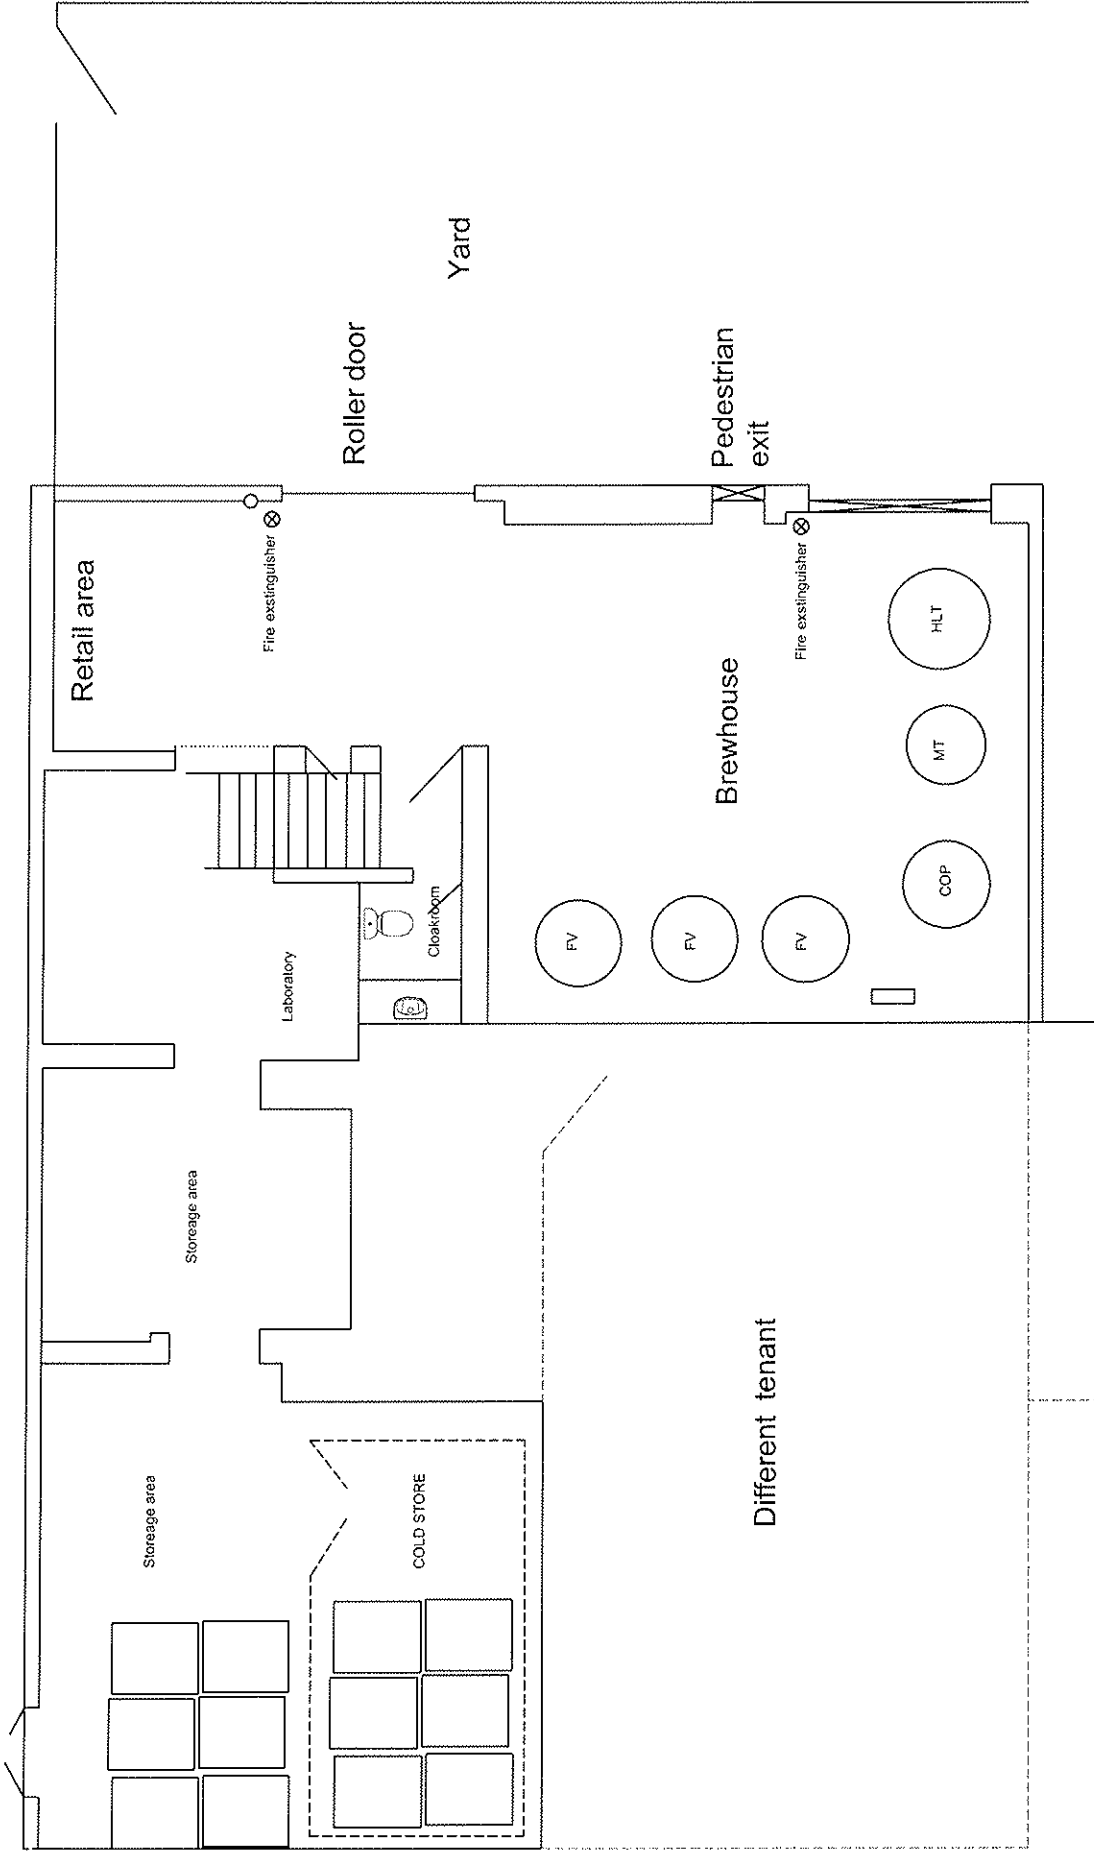 Storeage area
COLD STORE
Storeage area
Laboratory
Cloakroom
Retail area
Fire exstinguisher
Roller door
Yard
Pedestrian
exit
Fire exstinguisher
Brewhouse
FV
FV
FV
COP
MT
HLT
Different tenant